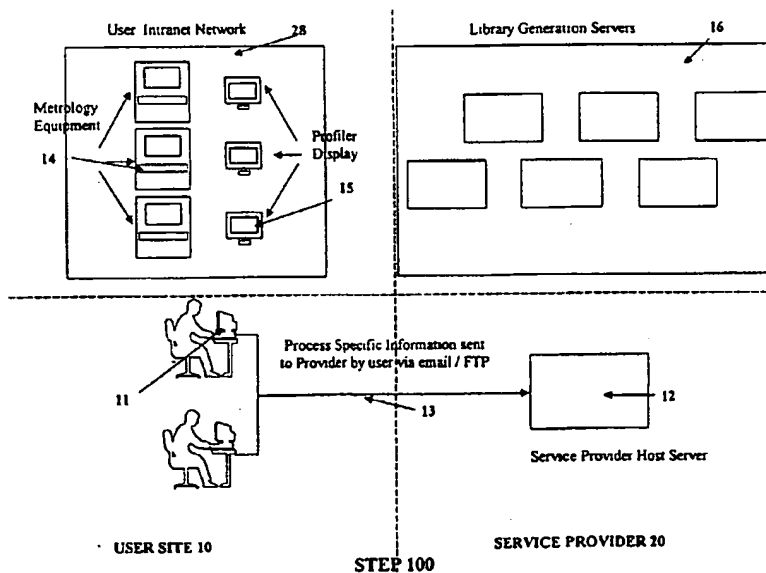 User Intranet Network
28
Library Generation Servers
16
Metrology
Equipment
14
Profiler
Display
15
Process Specific Information sent
to Provider by user via email / FTP
11
13
12
Service Provider Host Server
USER SITE 10
SERVICE PROVIDER 20
STEP 100